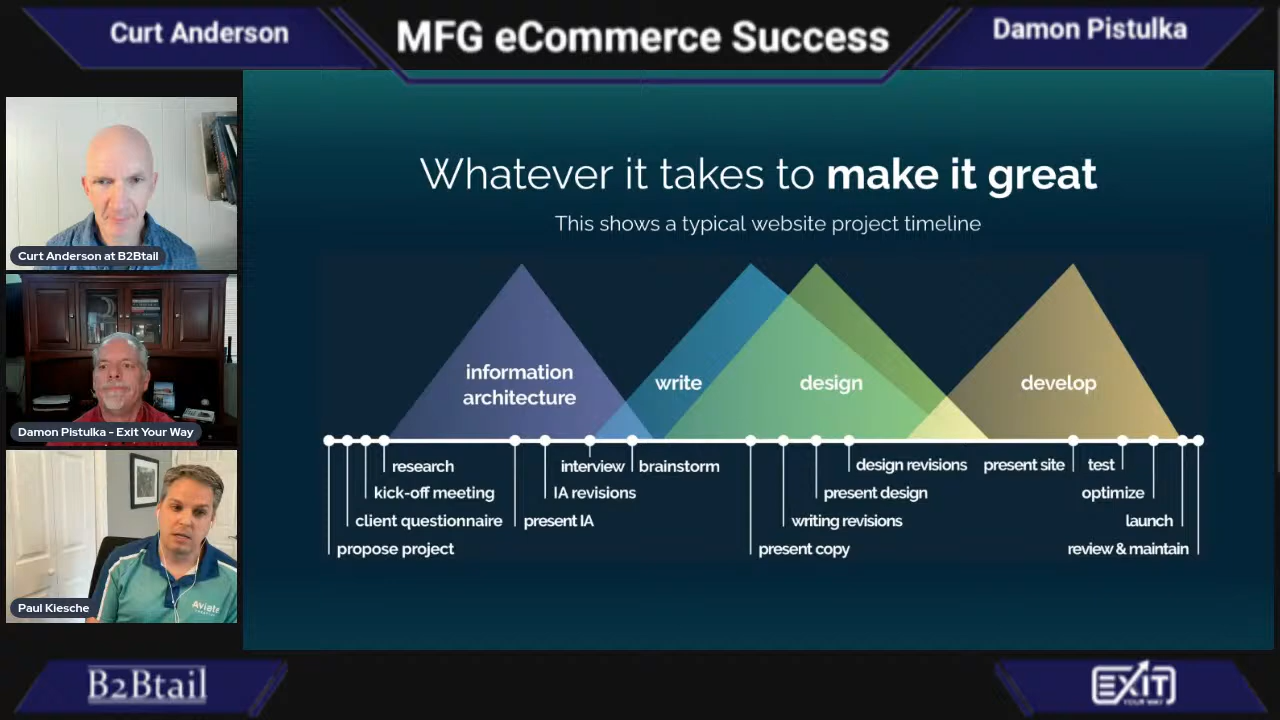 Curt Anderson
MFG eCommerce Success
Damon Pistulka
Curt Anderson at B2Btail
Damon Pistulka - Exit Your Way
Aviate
Paul Kiesche
Whatever it takes to make it great
This shows a typical website project timeline
information
architecture
write
design
develop
research
interview
brainstorm
design revisions
present site
test
kick-off meeting
IA revisions
present design
optimize
client questionnaire
present IA
writing revisions
launch
propose project
present copy
review & maintain
B2Btail
EXIT
YOUR WAY